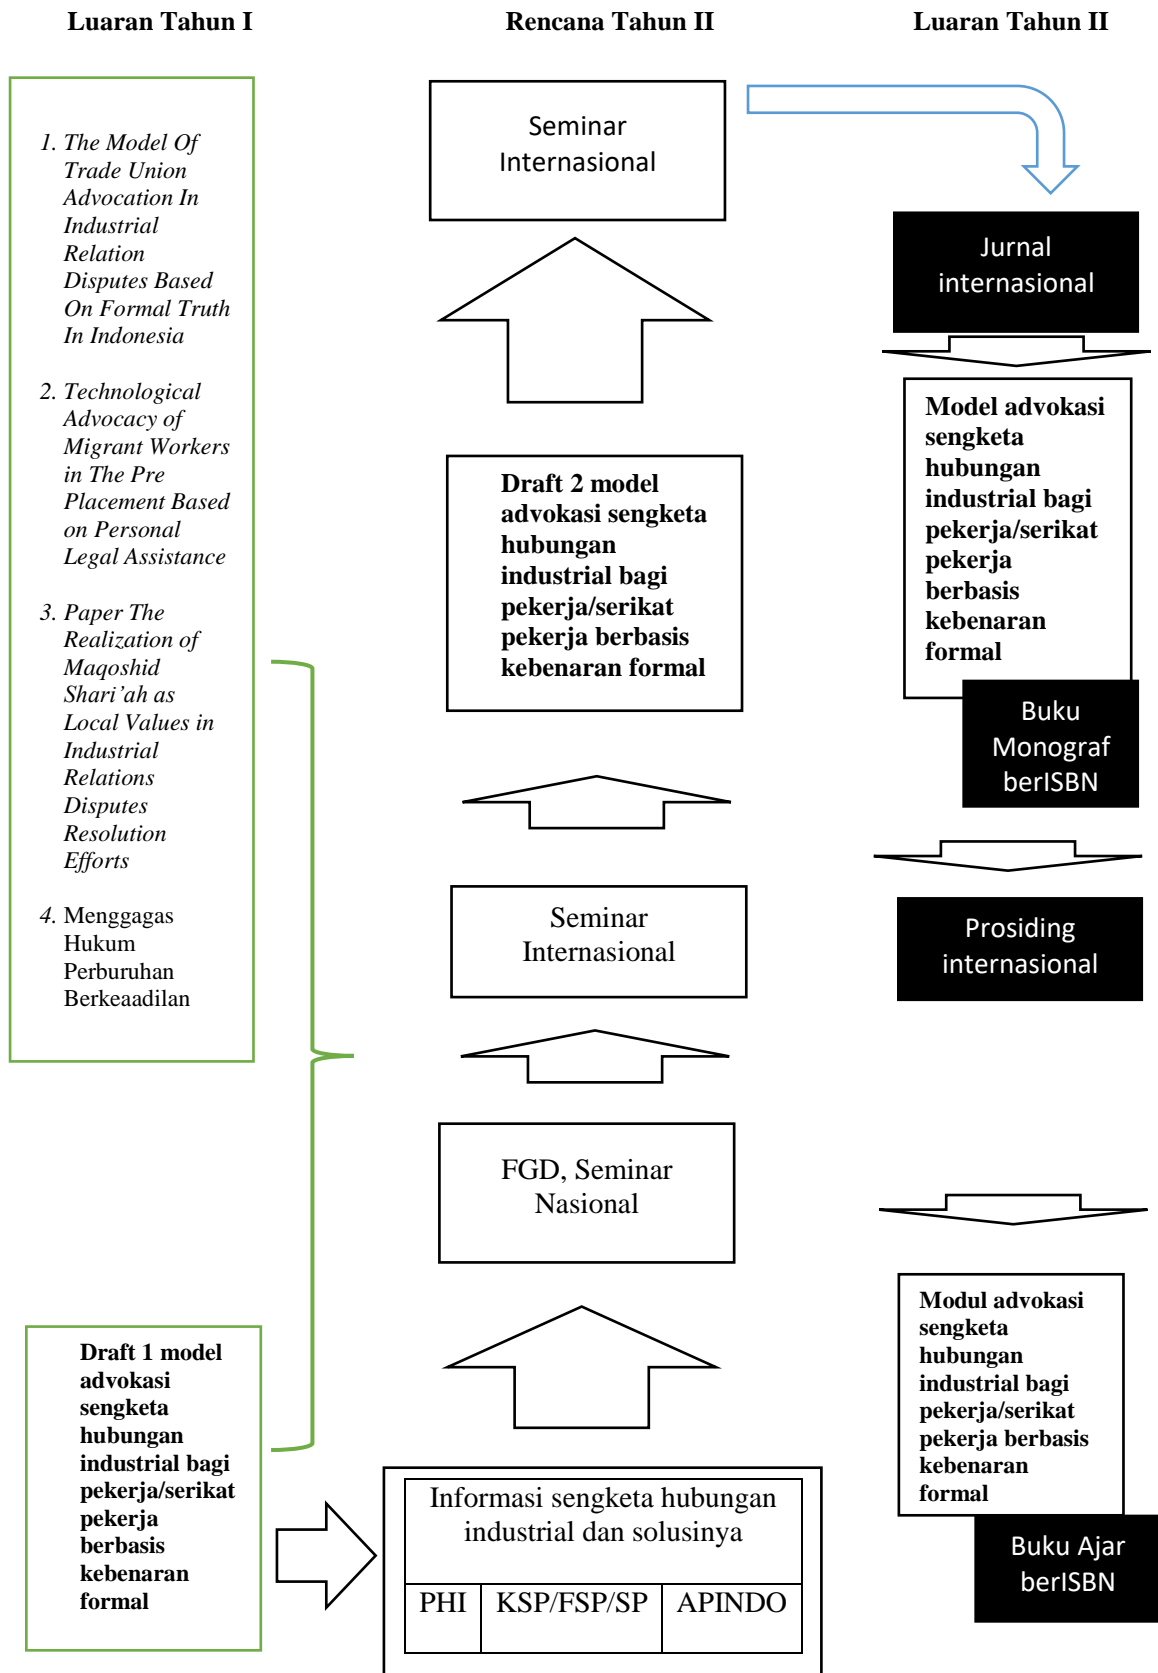 Luaran Tahun I
Rencana Tahun II
Luaran Tahun II
1. The Model Of
Trade Union
Advocation In
Industrial
Relation
Disputes Based
On Formal Truth
In Indonesia
2. Technological
Advocacy of
Migrant Workers
in The Pre
Placement Based
on Personal
Legal Assistance
3. Paper The
Realization of
Maqoshid
Shari’ah as
Local Values in
Industrial
Relations
Disputes
Resolution
Efforts
4. Menggagas
Hukum
Perburuhan
Berkeaadilan
Draft 1 model
advokasi
sengketa
hubungan
industrial bagi
pekerja/serikat
pekerja
berbasis
kebenaran
formal
Seminar
Internasional
Draft 2 model
advokasi sengketa
hubungan
industrial bagi
pekerja/serikat
pekerja berbasis
kebenaran formal
Seminar
Internasional
FGD, Seminar
Nasional
Informasi sengketa hubungan
industrial dan solusinya
PHI KSP/FSP/SP APINDO
Jurnal
internasional
Model advokasi
sengketa
hubungan
industrial bagi
pekerja/serikat
pekerja
berbasis
kebenaran
formal
Buku
Monograf
berISBN
Prosiding
internasional
Modul advokasi
sengketa
hubungan
industrial bagi
pekerja/serikat
pekerja berbasis
kebenaran
formal
Buku Ajar
berISBN